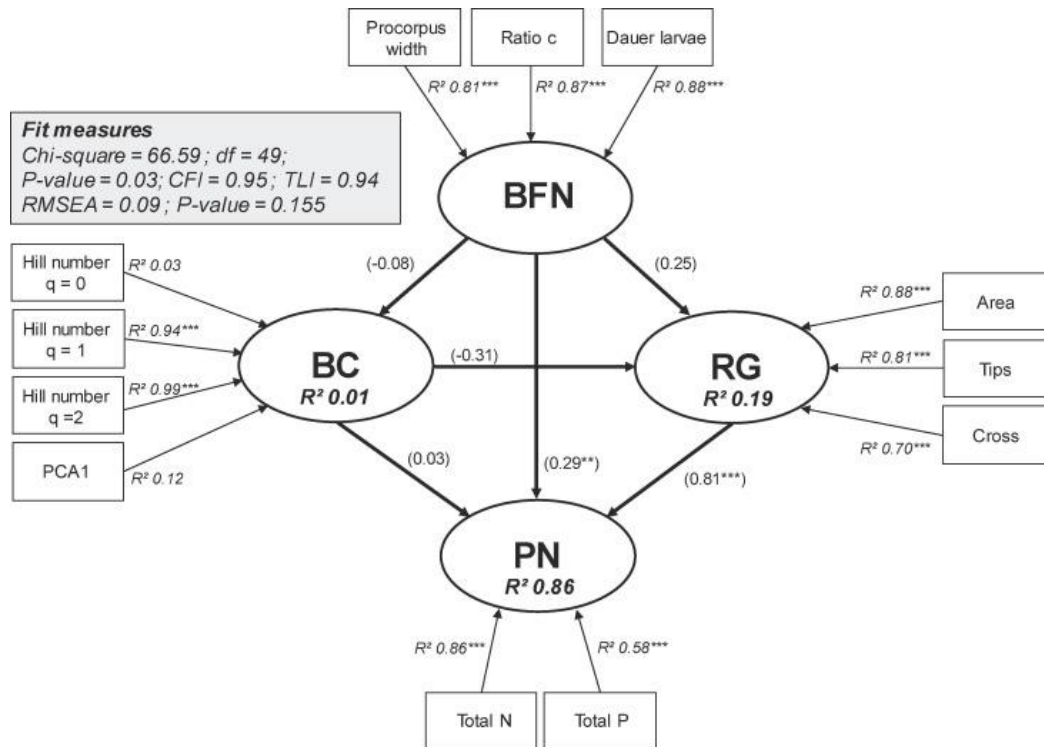 Procorpus
width
Ratio c
Dauer larvae
R² 0.81***
R² 0.87***
R² 0.88***
Fit measures
Chi-square = 66.59 ; df = 49;
P-value = 0.03; CFI = 0.95 ; TLI = 0.94
RMSEA = 0.09 ; P-value = 0.155
BFN
Hill number
q = 0
R² 0.03
(-0.08)
(0.25)
Hill number
q = 1
R² 0.94***
Hill number
q =2
R² 0.99***
PCA1
R² 0.12
BC
R² 0.01
(-0.31)
RG
R² 0.19
R² 0.88***
Area
R² 0.81***
Tips
R² 0.70***
Cross
(0.03)
(0.29**)
(0.81***)
PN
R² 0.86
R² 0.86***
R² 0.58***
Total N
Total P